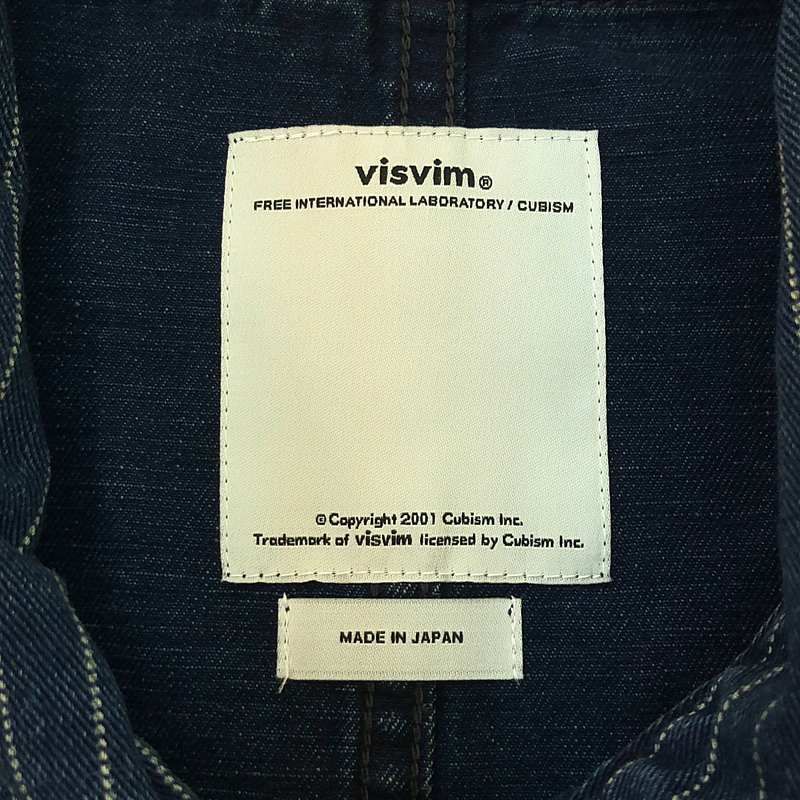 visvim®
FREE INTERNATIONAL LABORATORY / CUBISM
© Copyright 2001 Cubism Inc.
Trademark of visvim licensed by Cubism Inc.
MADE IN JAPAN